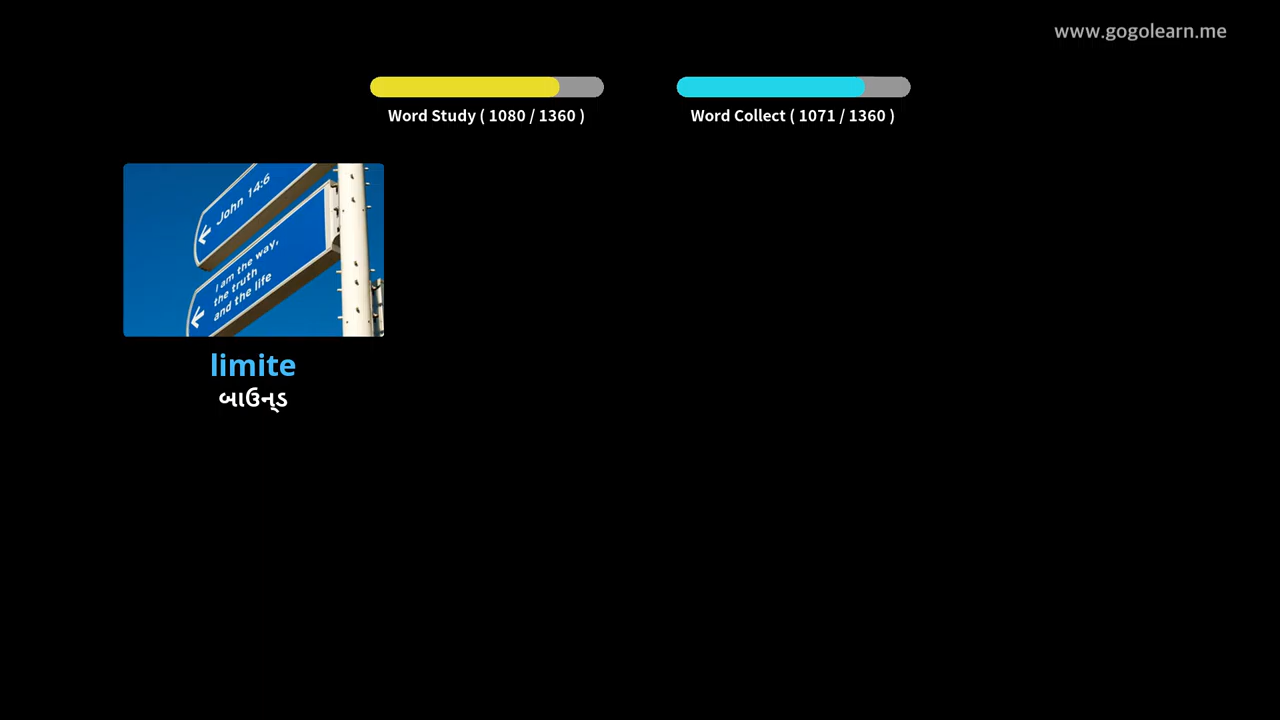 www.gogolearn.me
Word Study ( 1080 / 1360 )
Word Collect ( 1071 / 1360 )
John 14:6
I am the way,
the truth
and the life
limite
બાઉન્ડ